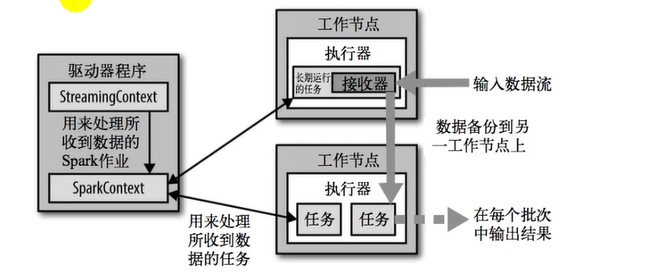 驱动器程序
StreamingContext
用来处理所
收到数据的
Spark作业
SparkContext
工作节点
执行器
长期运行
的任务
接收器
输入数据流
数据备份到另
一工作节点上
工作节点
执行器
任务
任务
用来处理
所收到数
据的任务
在每个批次
中输出结果